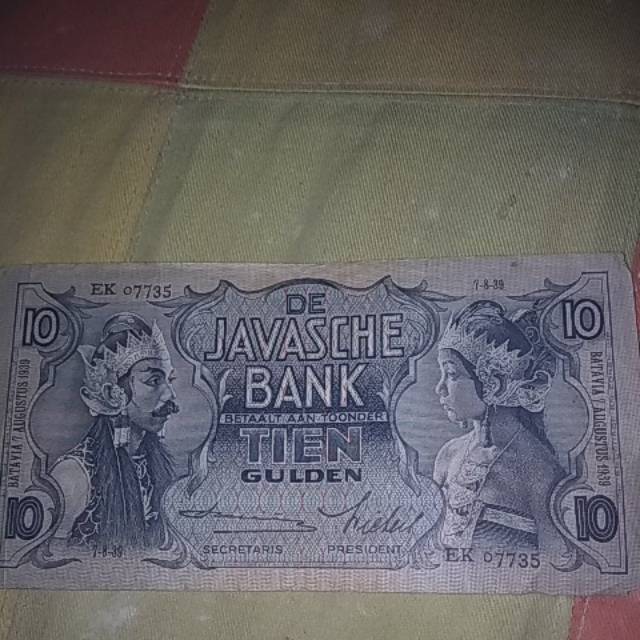 EK 07735
7-8-39
10
10
DE
JAVASCHE
BANK
BETAALT AAN TOONDER
TIEN
GULDEN
BATAVIA 7 AUGUSTUS 1939
BATAVIA 7 AUGUSTUS 1939
10
10
SECRETARIS
PRESIDENT
7-8-39
EK 07735